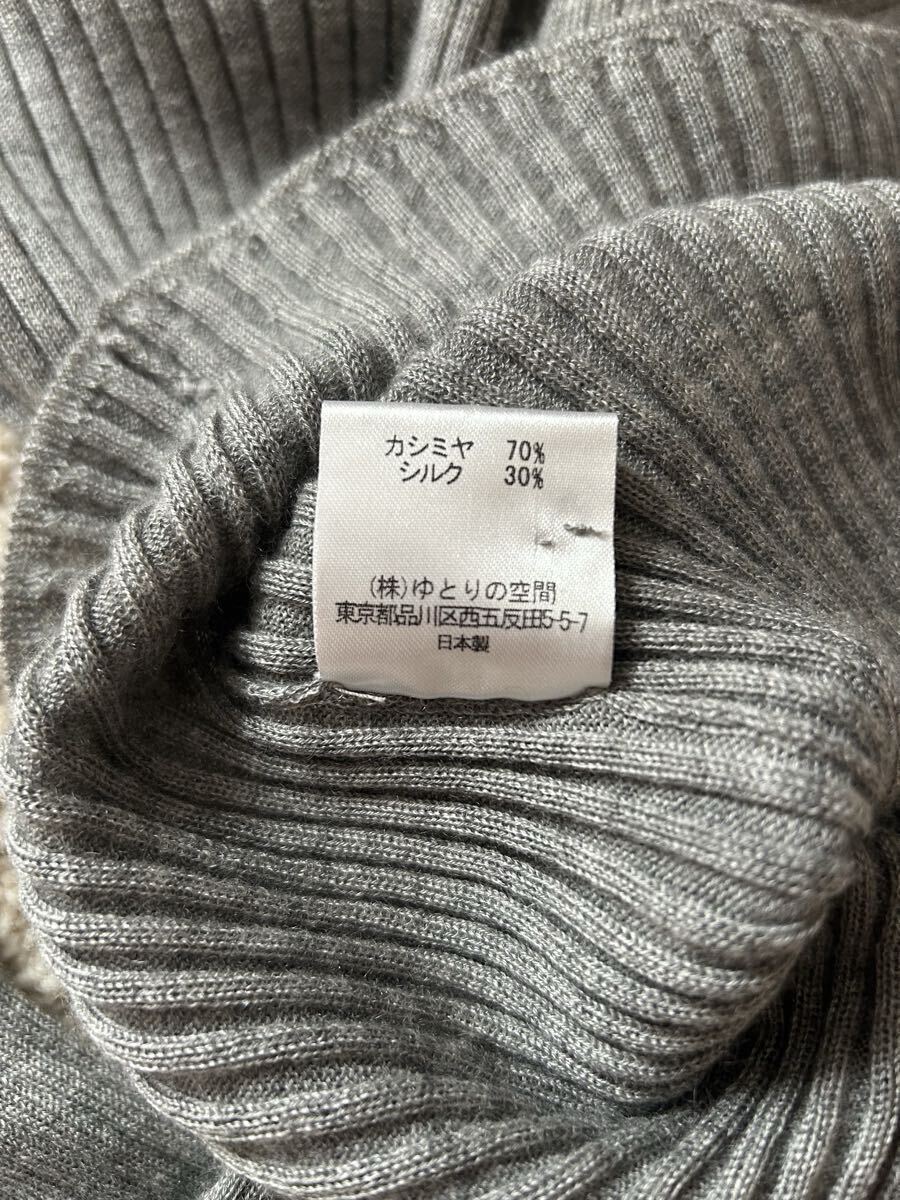 カシミヤ 70%
シルク 30%
(株)ゆとりの空間
東京都品川区西五反田5-5-7
日本製